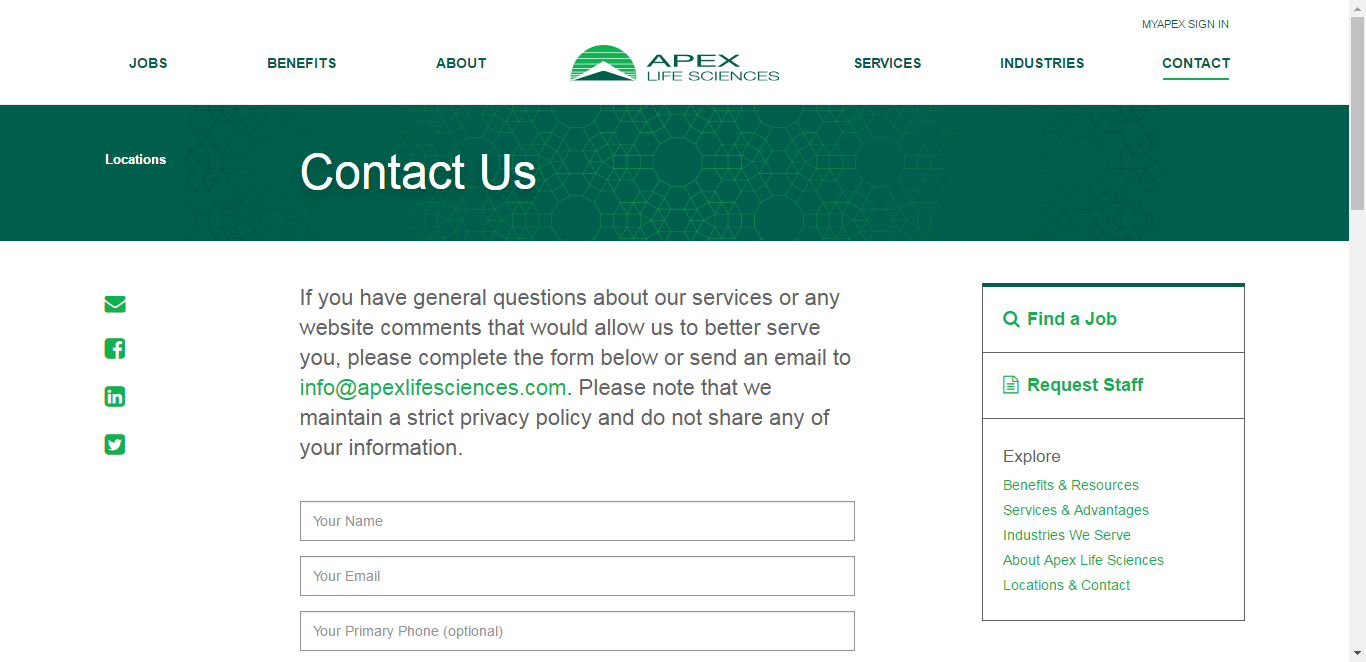 MYAPEX SIGN IN
JOBS
BENEFITS
ABOUT
APEX
LIFE SCIENCES
SERVICES
INDUSTRIES
CONTACT
Locations
Contact Us
If you have general questions about our services or any
website comments that would allow us to better serve
you, please complete the form below or send an email to
info@apexlifesciences.com. Please note that we
maintain a strict privacy policy and do not share any of
your information.
Your Name
Your Email
Your Primary Phone (optional)
Find a Job
Request Staff
Explore
Benefits & Resources
Services & Advantages
Industries We Serve
About Apex Life Sciences
Locations & Contact